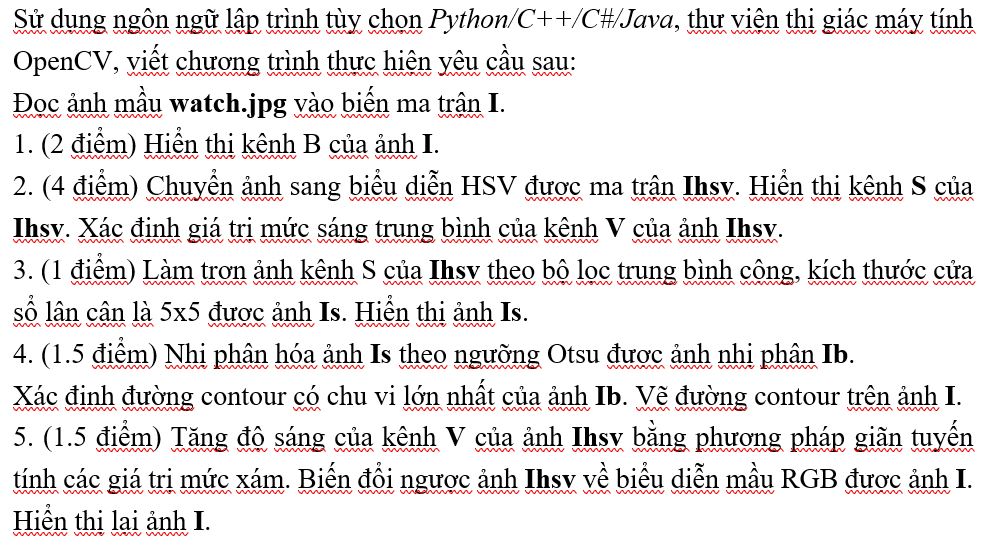 Sử dụng ngôn ngữ lập trình tùy chọn Python/C++/C#/Java, thư viện thị giác máy tính
OpenCV, viết chương trình thực hiện yêu cầu sau:
Đọc ảnh mầu watch.jpg vào biến ma trận I.
1. (2 điểm) Hiển thị kênh B của ảnh I.
2. (4 điểm) Chuyển ảnh sang biểu diễn HSV được ma trận Ihsv. Hiển thị kênh S của
Ihsv. Xác định giá trị mức sáng trung bình của kênh V của ảnh Ihsv.
3. (1 điểm) Làm trơn ảnh kênh S của Ihsv theo bộ lọc trung bình cộng, kích thước cửa
sổ lân cận là 5x5 được ảnh Is. Hiển thị ảnh Is.
4. (1.5 điểm) Nhị phân hóa ảnh Is theo ngưỡng Otsu được ảnh nhị phân Ib.
Xác định đường contour có chu vi lớn nhất của ảnh Ib. Vẽ đường contour trên ảnh I.
5. (1.5 điểm) Tăng độ sáng của kênh V của ảnh Ihsv bằng phương pháp giãn tuyến
tính các giá trị mức xám. Biến đổi ngược ảnh Ihsv về biểu diễn mầu RGB được ảnh I.
Hiển thị lại ảnh I.